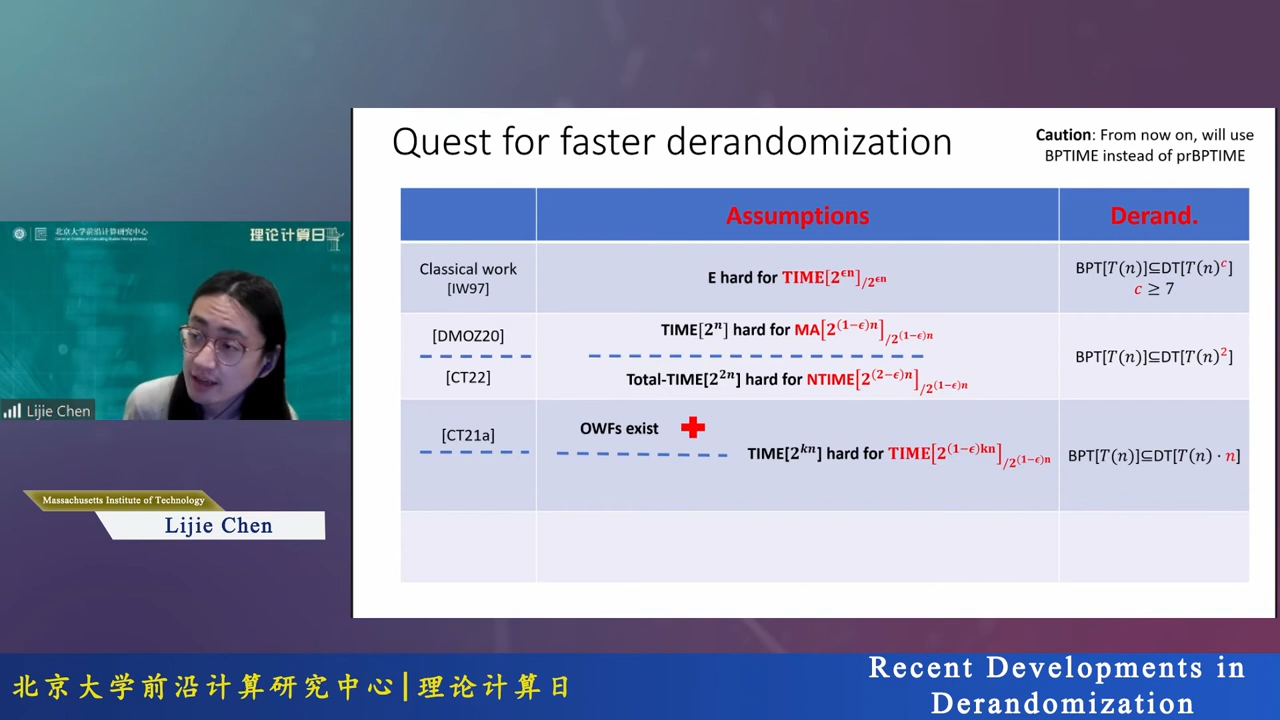 Quest for faster derandomization
Caution: From now on, will use
BPTIME instead of prBPTIME
Assumptions
Derand.
Classical work
[IW97]
E hard for TIME[2^{ϵn}]_{/2^{ϵn}}
BPT[T(n)]⊆DT[T(n)^c]
c ≥ 7
[DMOZ20]
TIME[2^n] hard for MA[2^{(1−ϵ)n}]_{/2^{(1−ϵ)n}}
[CT22]
Total-TIME[2^{2n}] hard for NTIME[2^{(2−ϵ)n}]_{/2^{(1−ϵ)n}}
BPT[T(n)]⊆DT[T(n)^2]
[CT21a]
OWFs exist
TIME[2^{kn}] hard for TIME[2^{(1−ϵ)kn}]_{/2^{(1−ϵ)n}}
BPT[T(n)]⊆DT[T(n) · n]
北京大学前沿计算研究中心
理论计算日
Lijie Chen
Massachusetts Institute of Technology
Lijie Chen
北京大学前沿计算研究中心|理论计算日
Recent Developments in
Derandomization